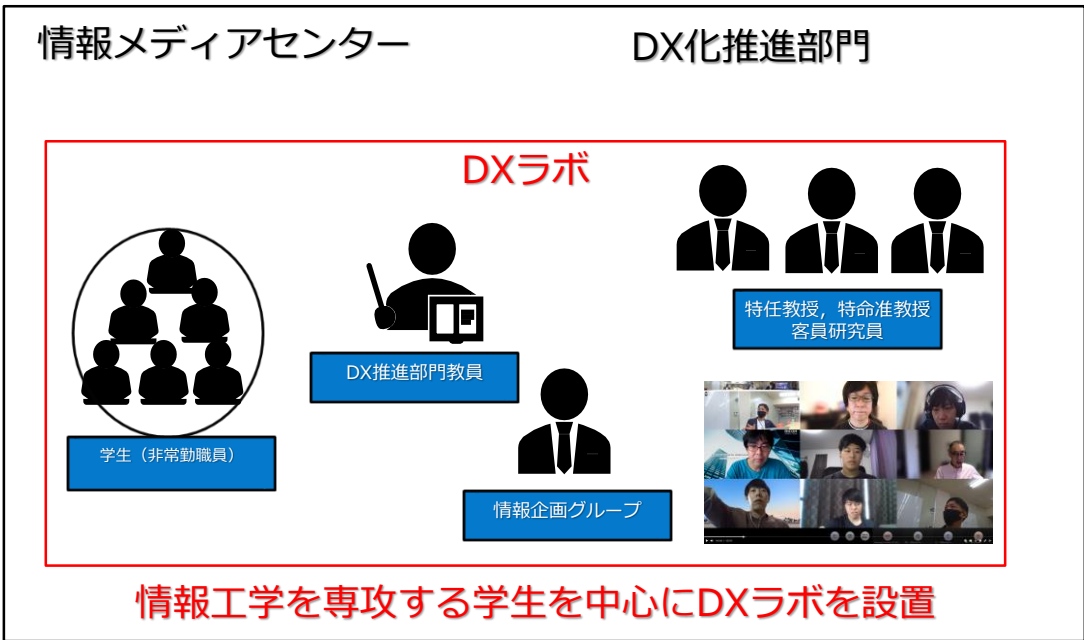 情報メディアセンター
DX化推進部門
DXラボ
特任教授，特命准教授
客員研究員
DX推進部門教員
学生（非常勤職員）
情報企画グループ
情報工学を専攻する学生を中心にDXラボを設置